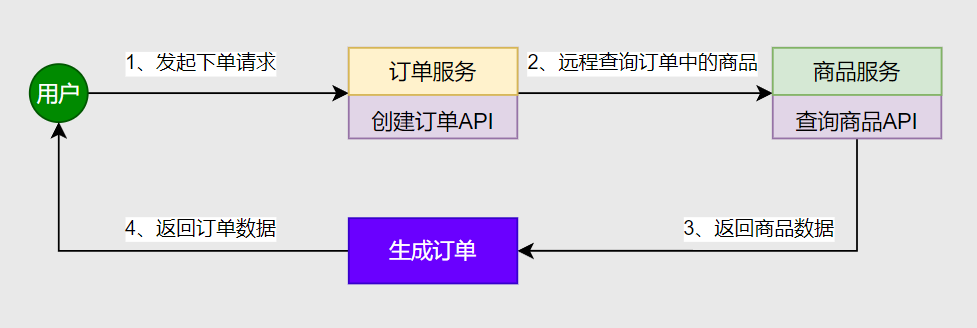 1、发起下单请求
订单服务
2、远程查询订单中的商品
商品服务
用户
创建订单API
查询商品API
4、返回订单数据
生成订单
3、返回商品数据